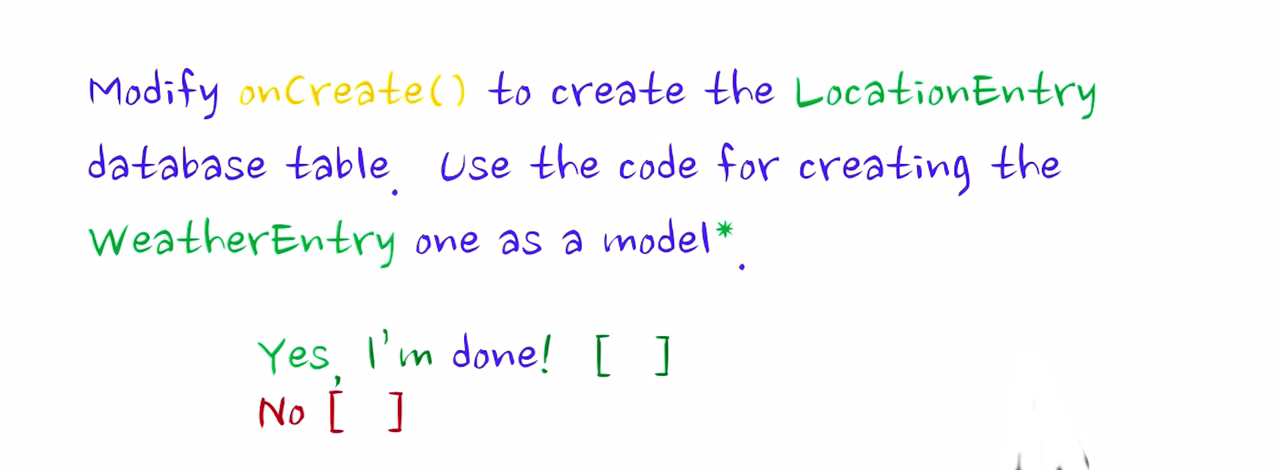 Modify onCreate() to create the LocationEntry
database table. Use the code for creating the
WeatherEntry one as a model*.
Yes, I'm done! [ ]
No [ ]